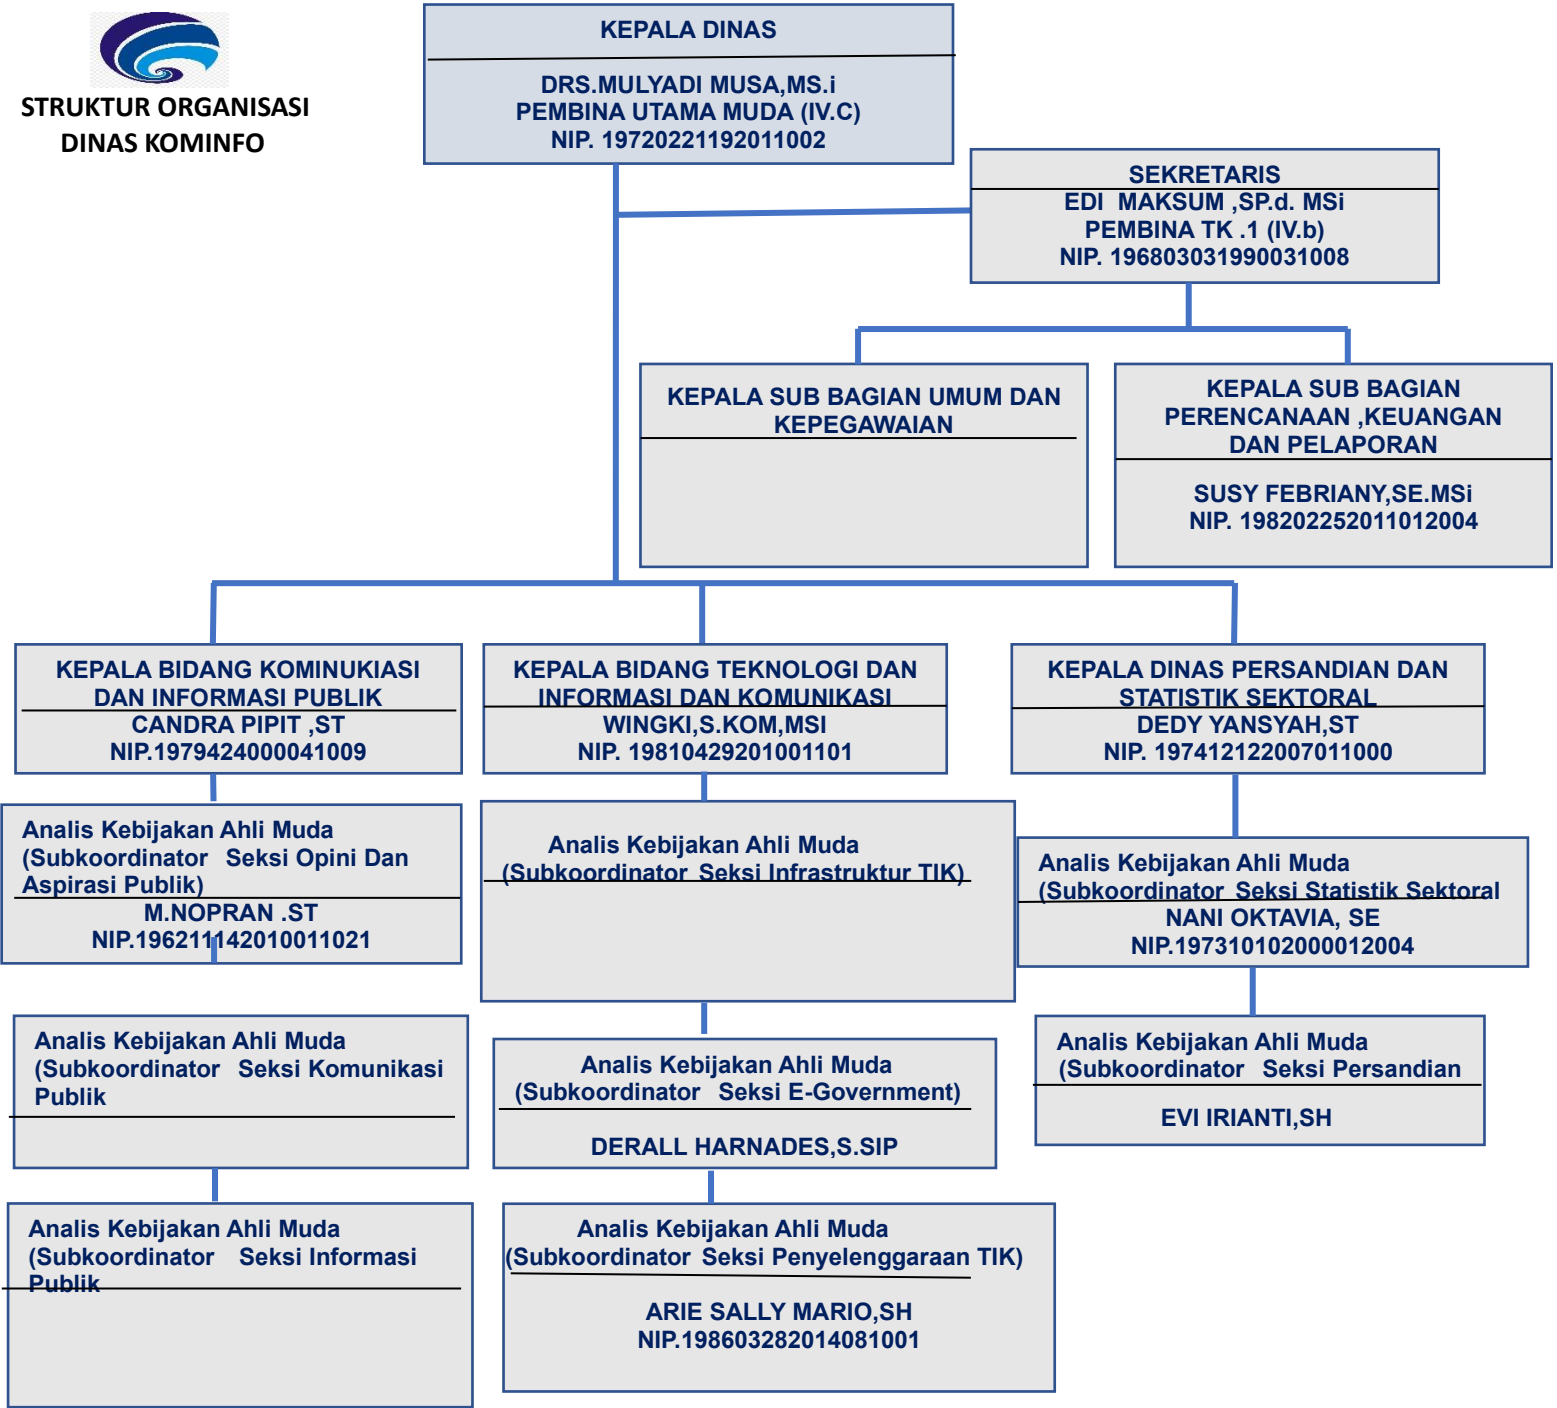 STRUKTUR ORGANISASI
DINAS KOMINFO
KEPALA DINAS
DRS.MULYADI MUSA,MS.i
PEMBINA UTAMA MUDA (IV.C)
NIP. 19720221192011002
SEKRETARIS
EDI MAKSUM ,SP.d. MSi
PEMBINA TK .1 (IV.b)
NIP. 196803031990031008
KEPALA SUB BAGIAN UMUM DAN
KEPEGAWAIAN
KEPALA SUB BAGIAN
PERENCANAAN ,KEUANGAN
DAN PELAPORAN
SUSY FEBRIANY,SE.MSi
NIP. 198202252011012004
KEPALA BIDANG KOMINUKIASI
DAN INFORMASI PUBLIK
CANDRA PIPIT ,ST
NIP.1979424000041009
KEPALA BIDANG TEKNOLOGI DAN
INFORMASI DAN KOMUNIKASI
WINGKI,S.KOM,MSI
NIP. 19810429201001101
KEPALA DINAS PERSANDIAN DAN
STATISTIK SEKTORAL
DEDY YANSYAH,ST
NIP. 197412122007011000
Analis Kebijakan Ahli Muda
(Subkoordinator Seksi Opini Dan
Aspirasi Publik)
M.NOPRAN .ST
NIP.196211142010011021
Analis Kebijakan Ahli Muda
(Subkoordinator Seksi Infrastruktur TIK)
Analis Kebijakan Ahli Muda
(Subkoordinator Seksi Statistik Sektoral
NANI OKTAVIA, SE
NIP.197310102000012004
Analis Kebijakan Ahli Muda
(Subkoordinator Seksi Komunikasi
Publik
Analis Kebijakan Ahli Muda
(Subkoordinator Seksi E-Government)
DERALL HARNADES,S.SIP
Analis Kebijakan Ahli Muda
(Subkoordinator Seksi Persandian
EVI IRIANTI,SH
Analis Kebijakan Ahli Muda
(Subkoordinator Seksi Informasi
Publik
Analis Kebijakan Ahli Muda
(Subkoordinator Seksi Penyelenggaraan TIK)
ARIE SALLY MARIO,SH
NIP.198603282014081001